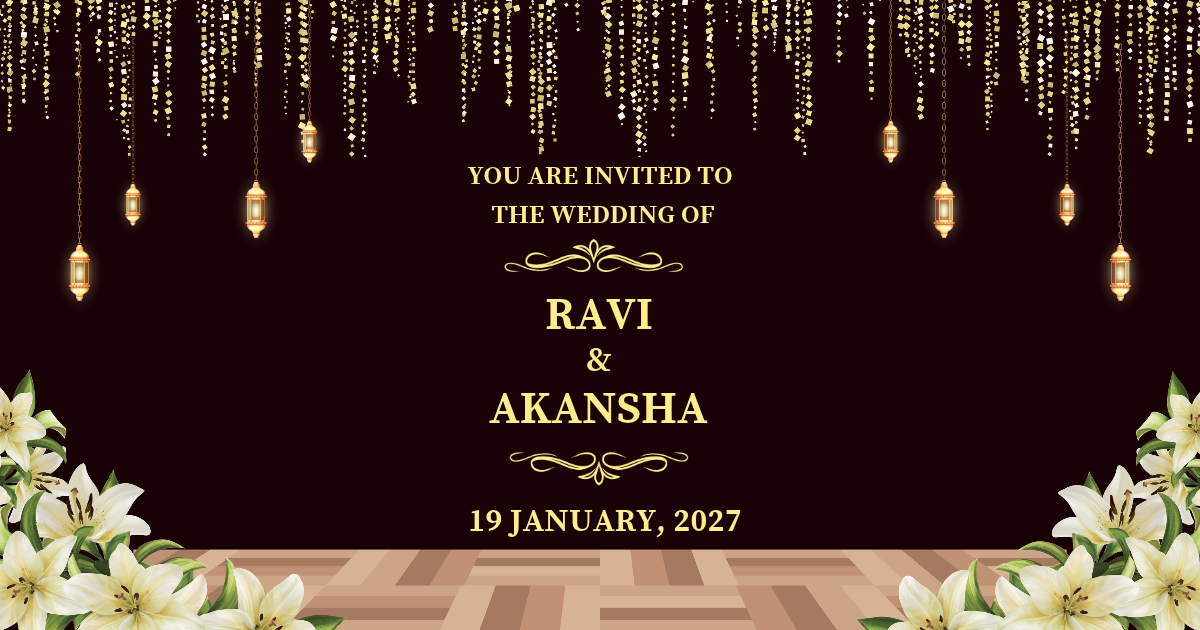 YOU ARE INVITED TO
THE WEDDING OF
RAVI
&
AKANSHA
19 JANUARY, 2027